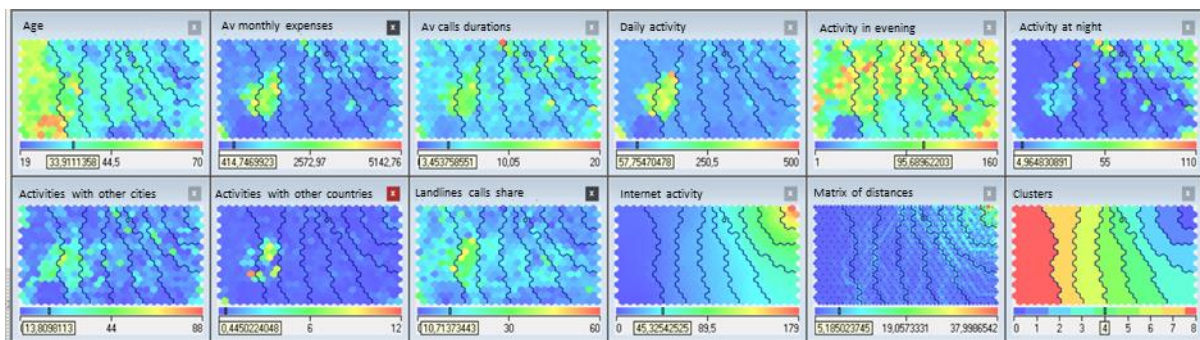 Age x Av monthly expenses x Av calls durations x Daily activity x Activity in evening x Activity at night x
19 33,9111358 44,5 70 414,7469923 2572,97 5142,76 3,453758551 10,05 20 57,75470478 250,5 500 1 95,68962203 160 4,964830891 55 110
Activities with other cities x Activities with other countries x Landlines calls share x Internet activity x Matrix of distances x Clusters x
13,8098113 44 88 0,4450224048 6 12 10,71373443 30 60 0 45,32542525 89,5 179 5,185023745 19,0573331 37,9986542 0 1 2 3 4 5 6 7 8